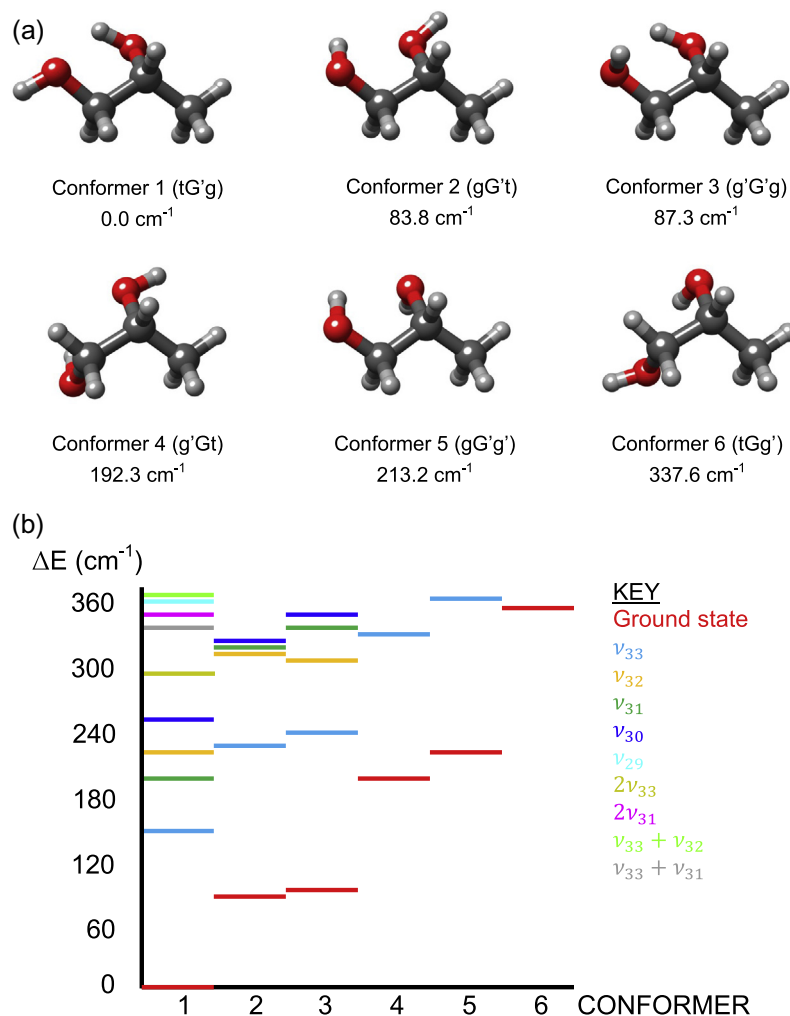 (a)
Conformer 1 (tG'g)
0.0 cm⁻¹
Conformer 2 (gG't)
83.8 cm⁻¹
Conformer 3 (g'G'g)
87.3 cm⁻¹
Conformer 4 (g'Gt)
192.3 cm⁻¹
Conformer 5 (gG'g')
213.2 cm⁻¹
Conformer 6 (tGg')
337.6 cm⁻¹
(b)
ΔE (cm⁻¹)
360
300
240
180
120
60
0
1 2 3 4 5 6 CONFORMER
KEY
Ground state
ν₃₃
ν₃₂
ν₃₁
ν₃₀
ν₂₉
2ν₃₃
2ν₃₁
ν₃₃ + ν₃₂
ν₃₃ + ν₃₁